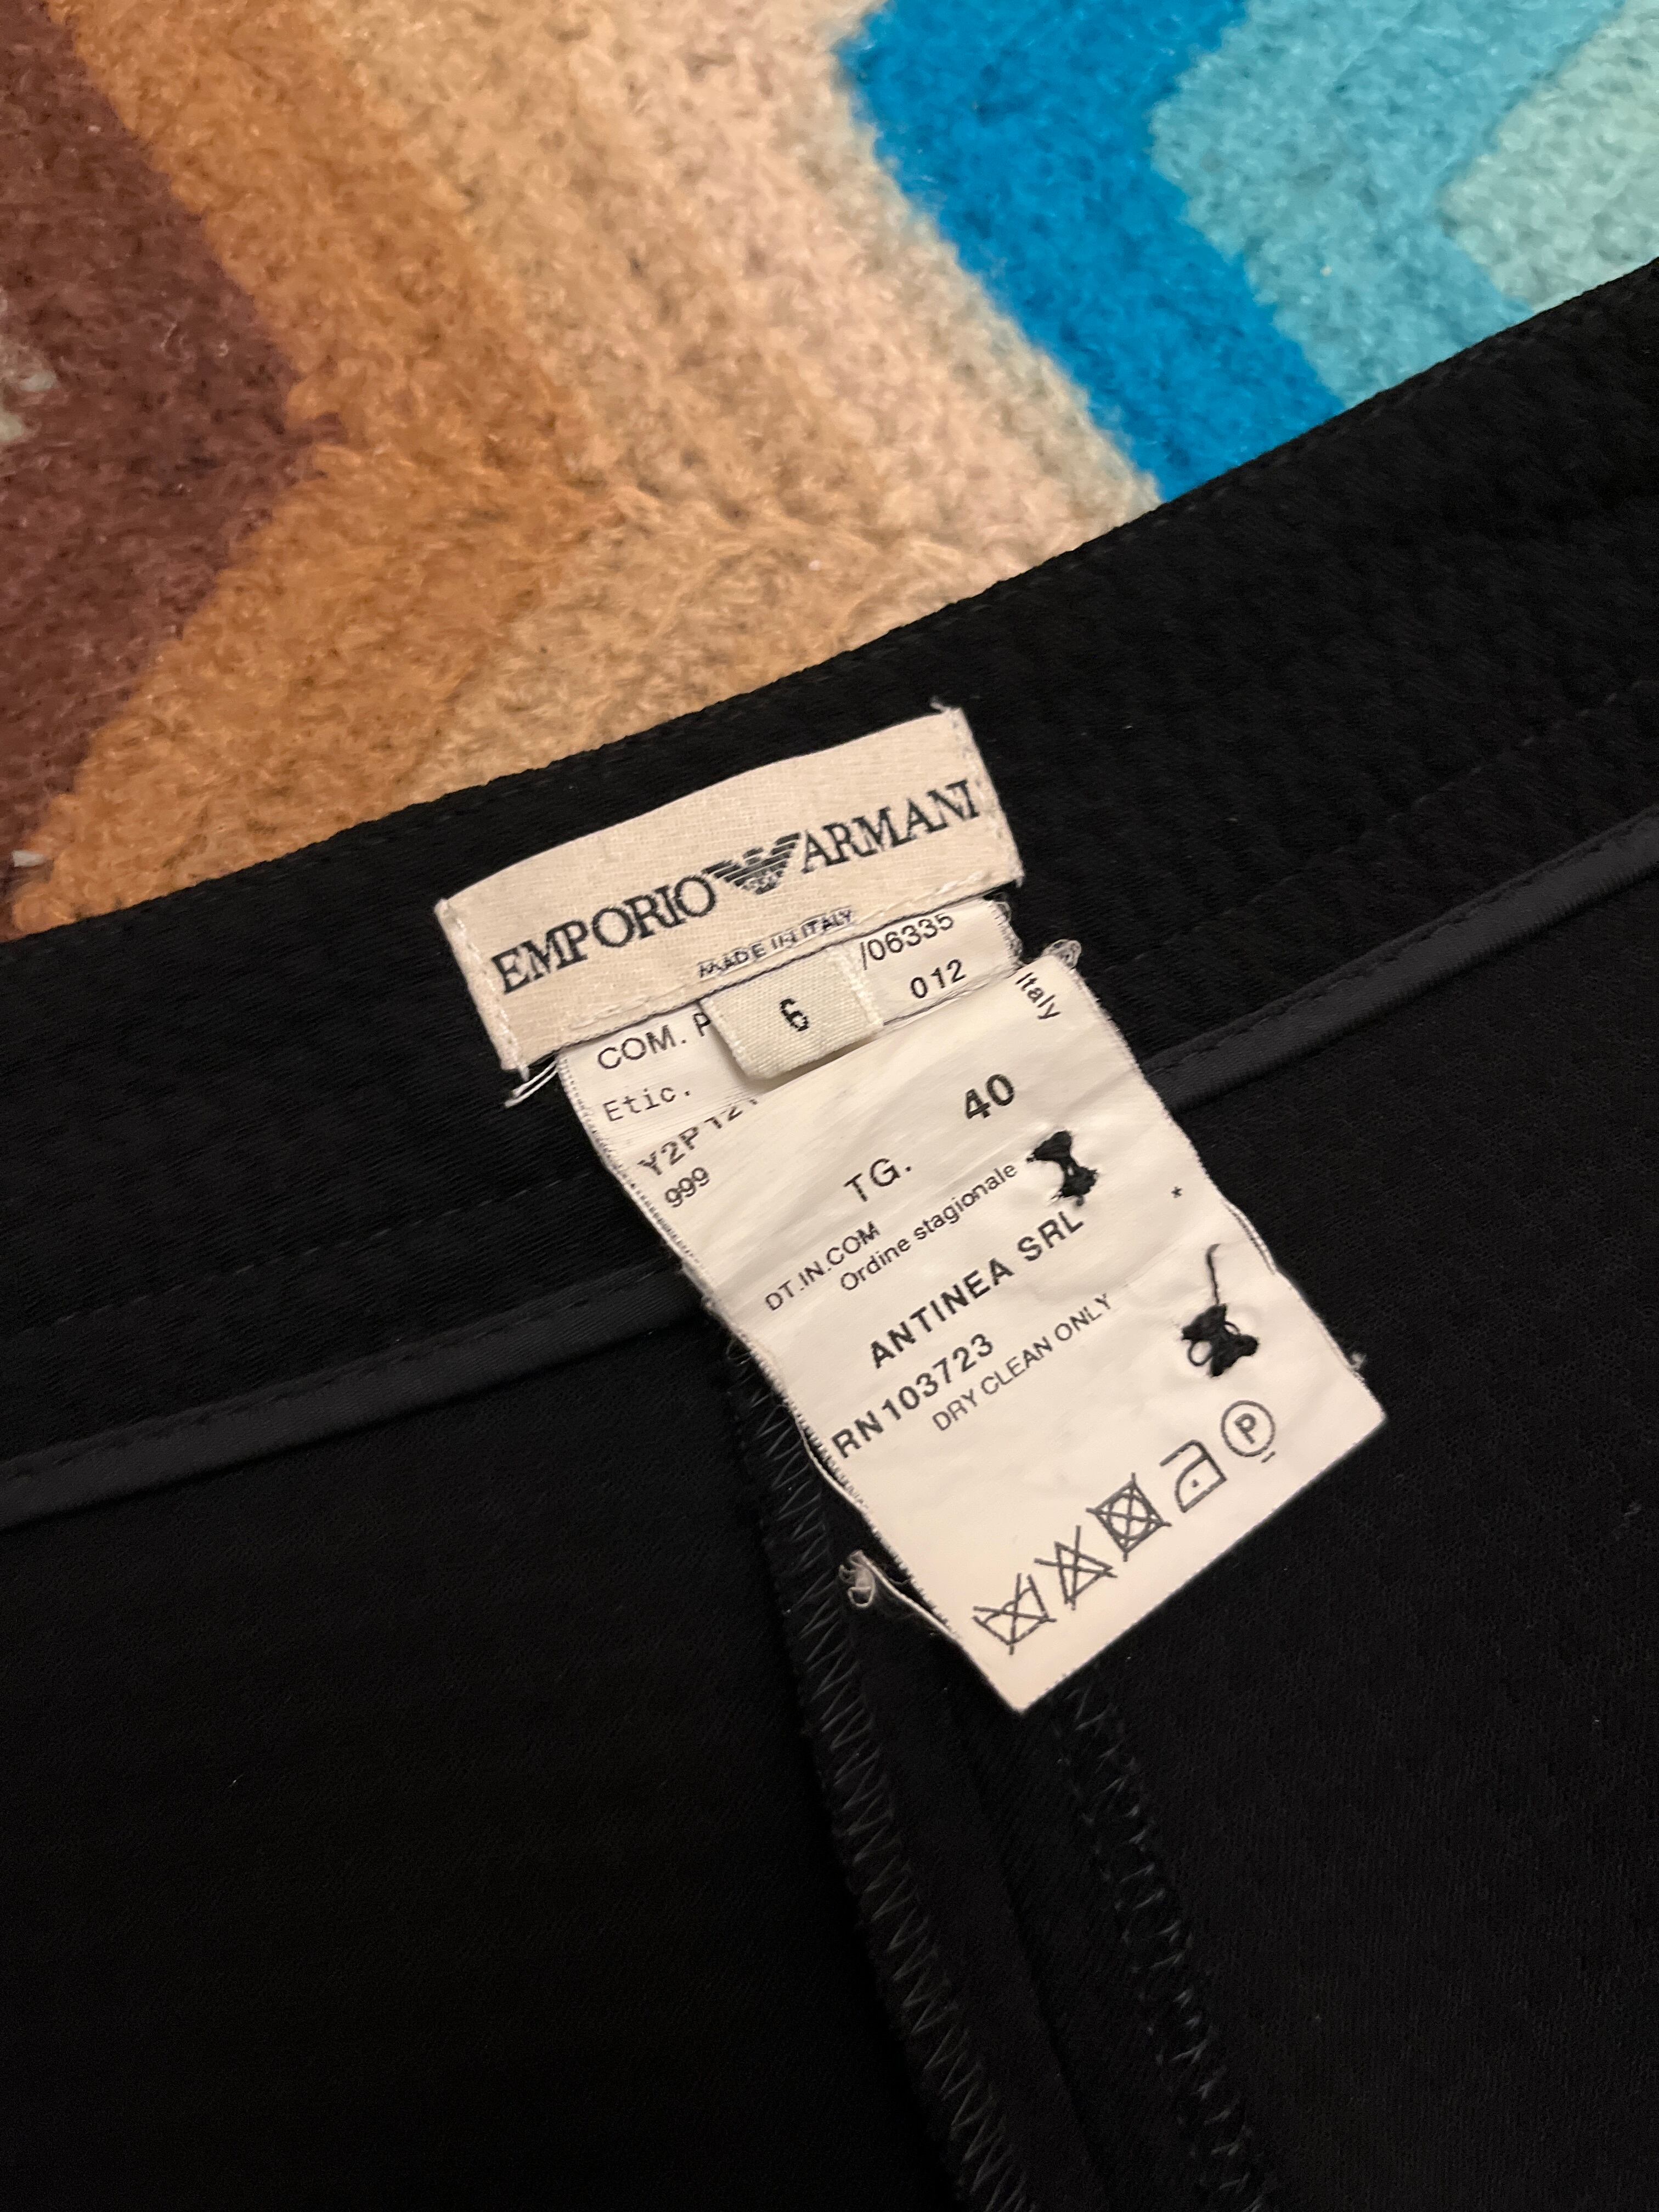 EMPORIO ARMANI
MADE IN ITALY
6
/06335
012
COM.
Etic.
999
Italy
40
TG.
DT.IN.COM
Ordine stagionale
*
ANTINEA SRL
RN103723
DRY CLEAN ONLY
P